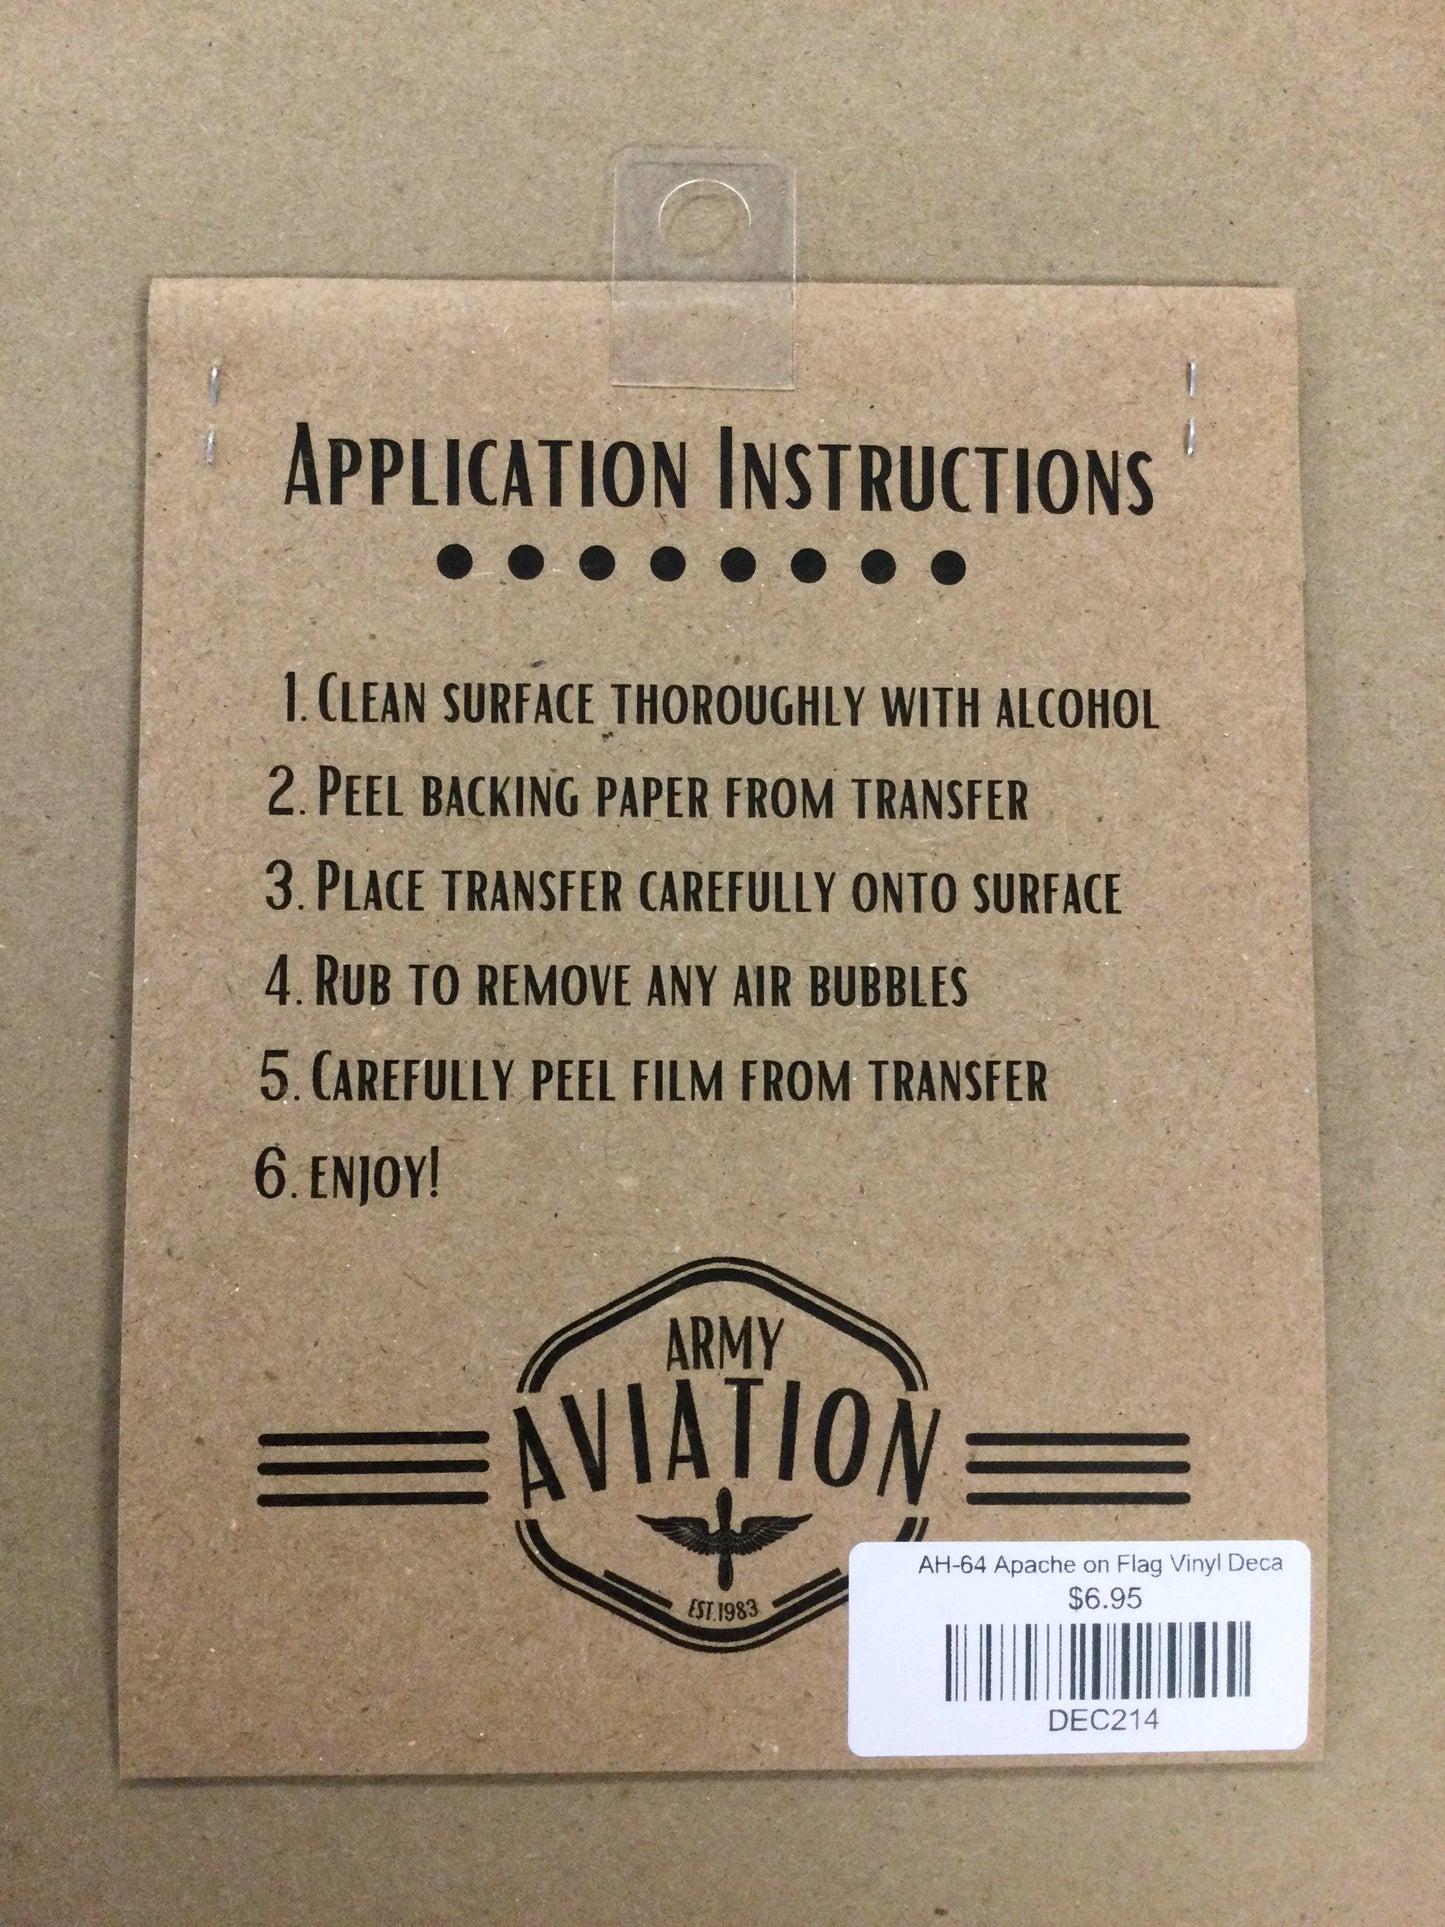 APPLICATION INSTRUCTIONS
1. CLEAN SURFACE THOROUGHLY WITH ALCOHOL
2. PEEL BACKING PAPER FROM TRANSFER
3. PLACE TRANSFER CAREFULLY ONTO SURFACE
4. RUB TO REMOVE ANY AIR BUBBLES
5. CAREFULLY PEEL FILM FROM TRANSFER
6. ENJOY!
ARMY
AVIATION
EST.1983
AH-64 Apache on Flag Vinyl Deca
$6.95
DEC214